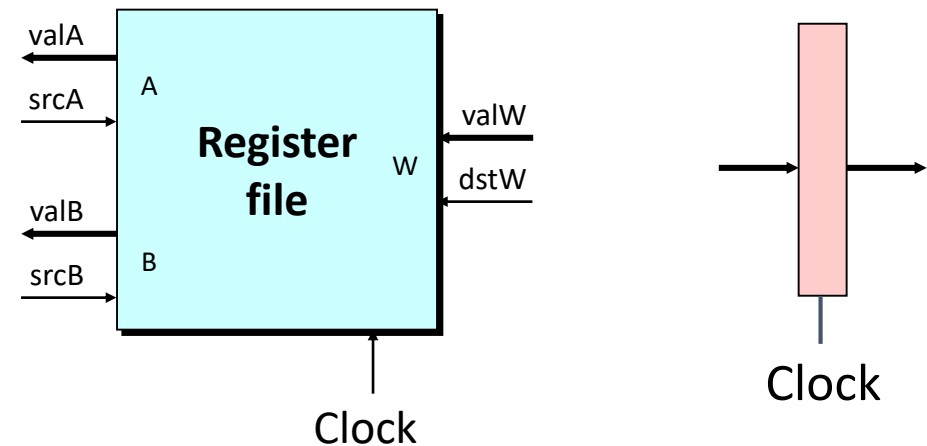 valA
srcA
valB
srcB
A
B
Register
file
W
valW
dstW
Clock
Clock